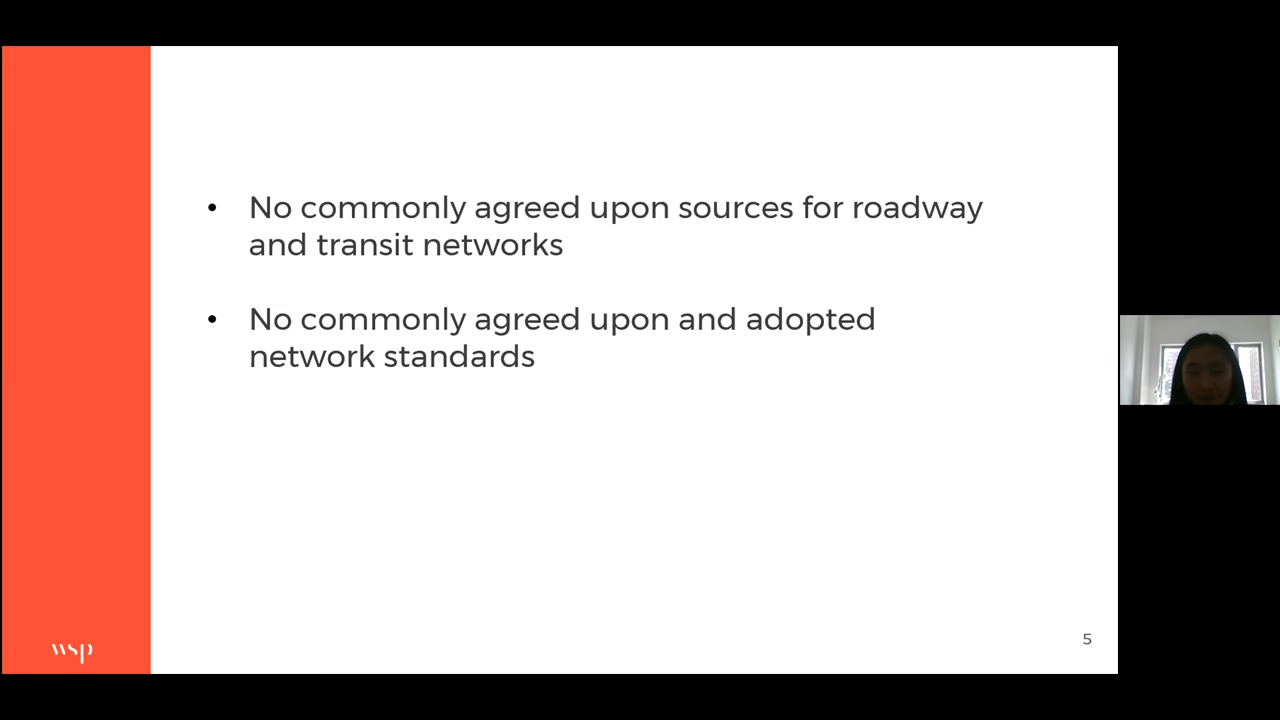 • No commonly agreed upon sources for roadway
and transit networks
• No commonly agreed upon and adopted
network standards
5
wsp